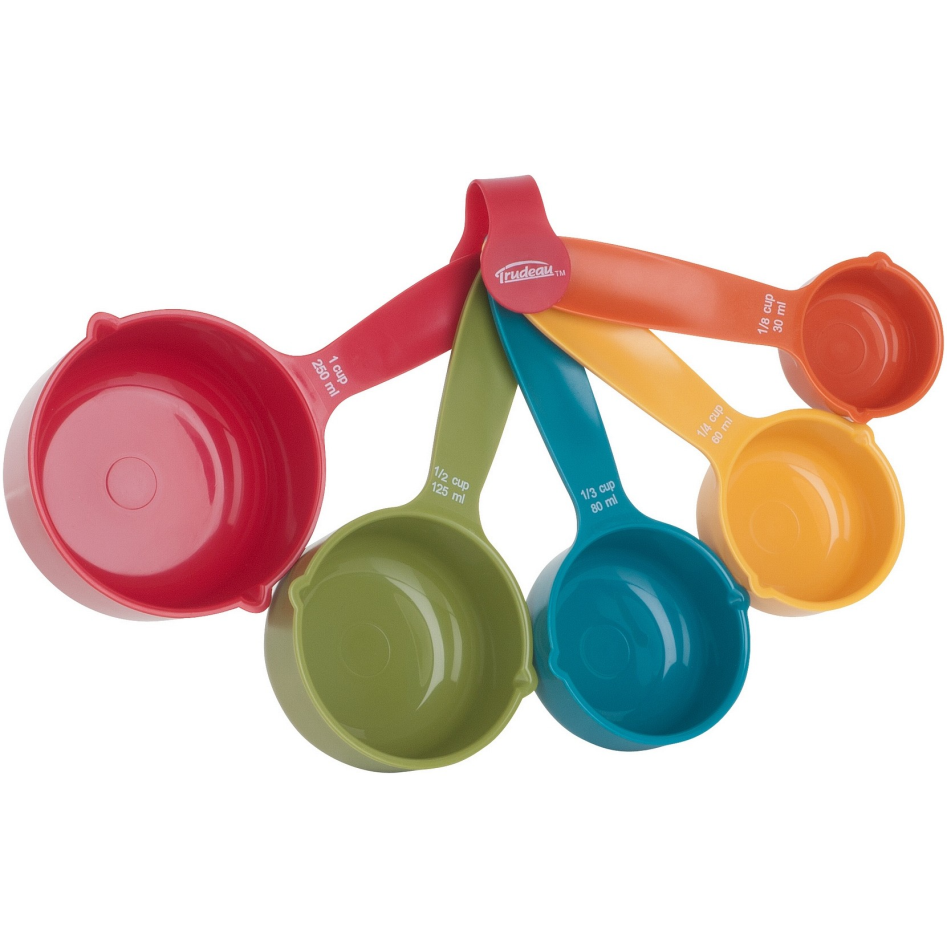 Trudeau™
1 cup
250 ml
1/2 cup
125 ml
1/3 cup
80 ml
1/4 cup
60 ml
1/8 cup
30 ml